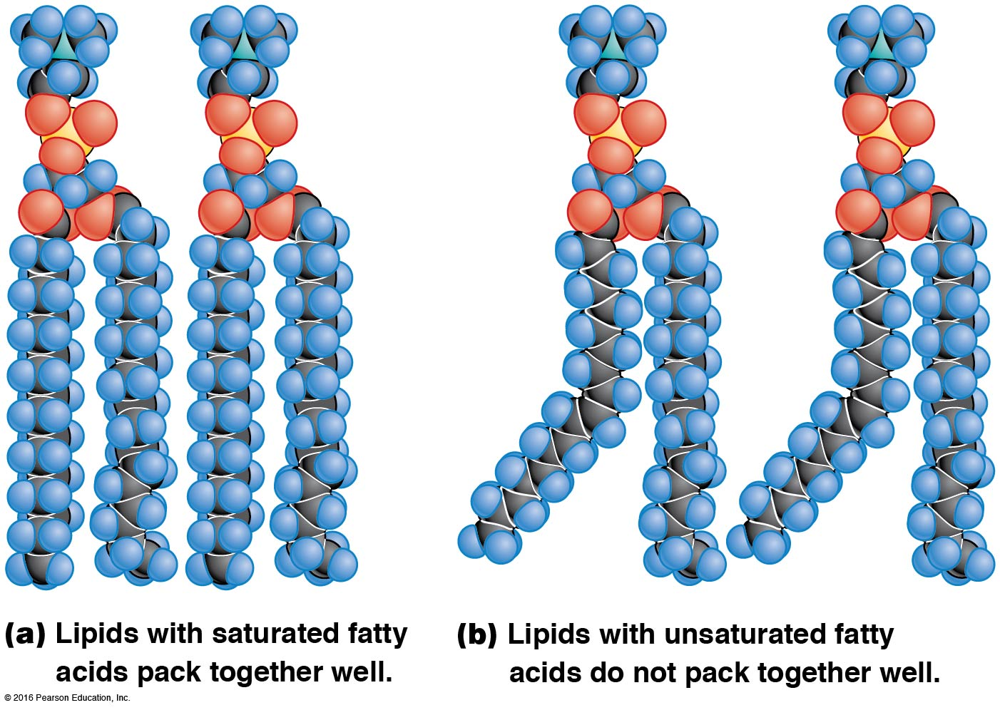 (a) Lipids with saturated fatty
acids pack together well.
(b) Lipids with unsaturated fatty
acids do not pack together well.
© 2016 Pearson Education, Inc.